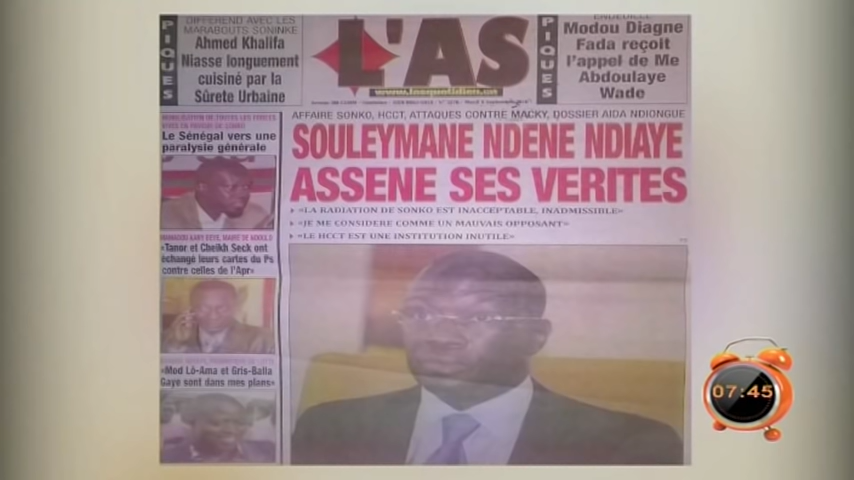 PIQUES
DIFFEREND AVEC LES
MARABOUTS SONINKE
Ahmed Khalifa
Niasse longuement
cuisiné par la
Sûrete Urbaine
L'AS
www.lasquotidien.com
PIQUES
Modou Diagne
Fada reçoit
l'appel de Me
Abdoulaye
Wade
AFFAIRE SONKO, HCCT, ATTAQUES CONTRE MACKY, DOSSIER AIDA NDIONGUE
SOULEYMANE NDENE NDIAYE
ASSENE SES VERITES
«LA RADIATION DE SONKO EST INACCEPTABLE, INADMISSIBLE»
«JE ME CONSIDERE COMME UN MAUVAIS OPPOSANT»
«LE HCCT EST UNE INSTITUTION INUTILE»
Le Sénégal vers une
paralysie générale
«Tanor et Cheikh Seck ont
échangé leurs cartes du Ps
contre celles de l'Apr»
«Mod Lô-Ama et Gris-Balla
Gaye sont dans mes plans»
07:45